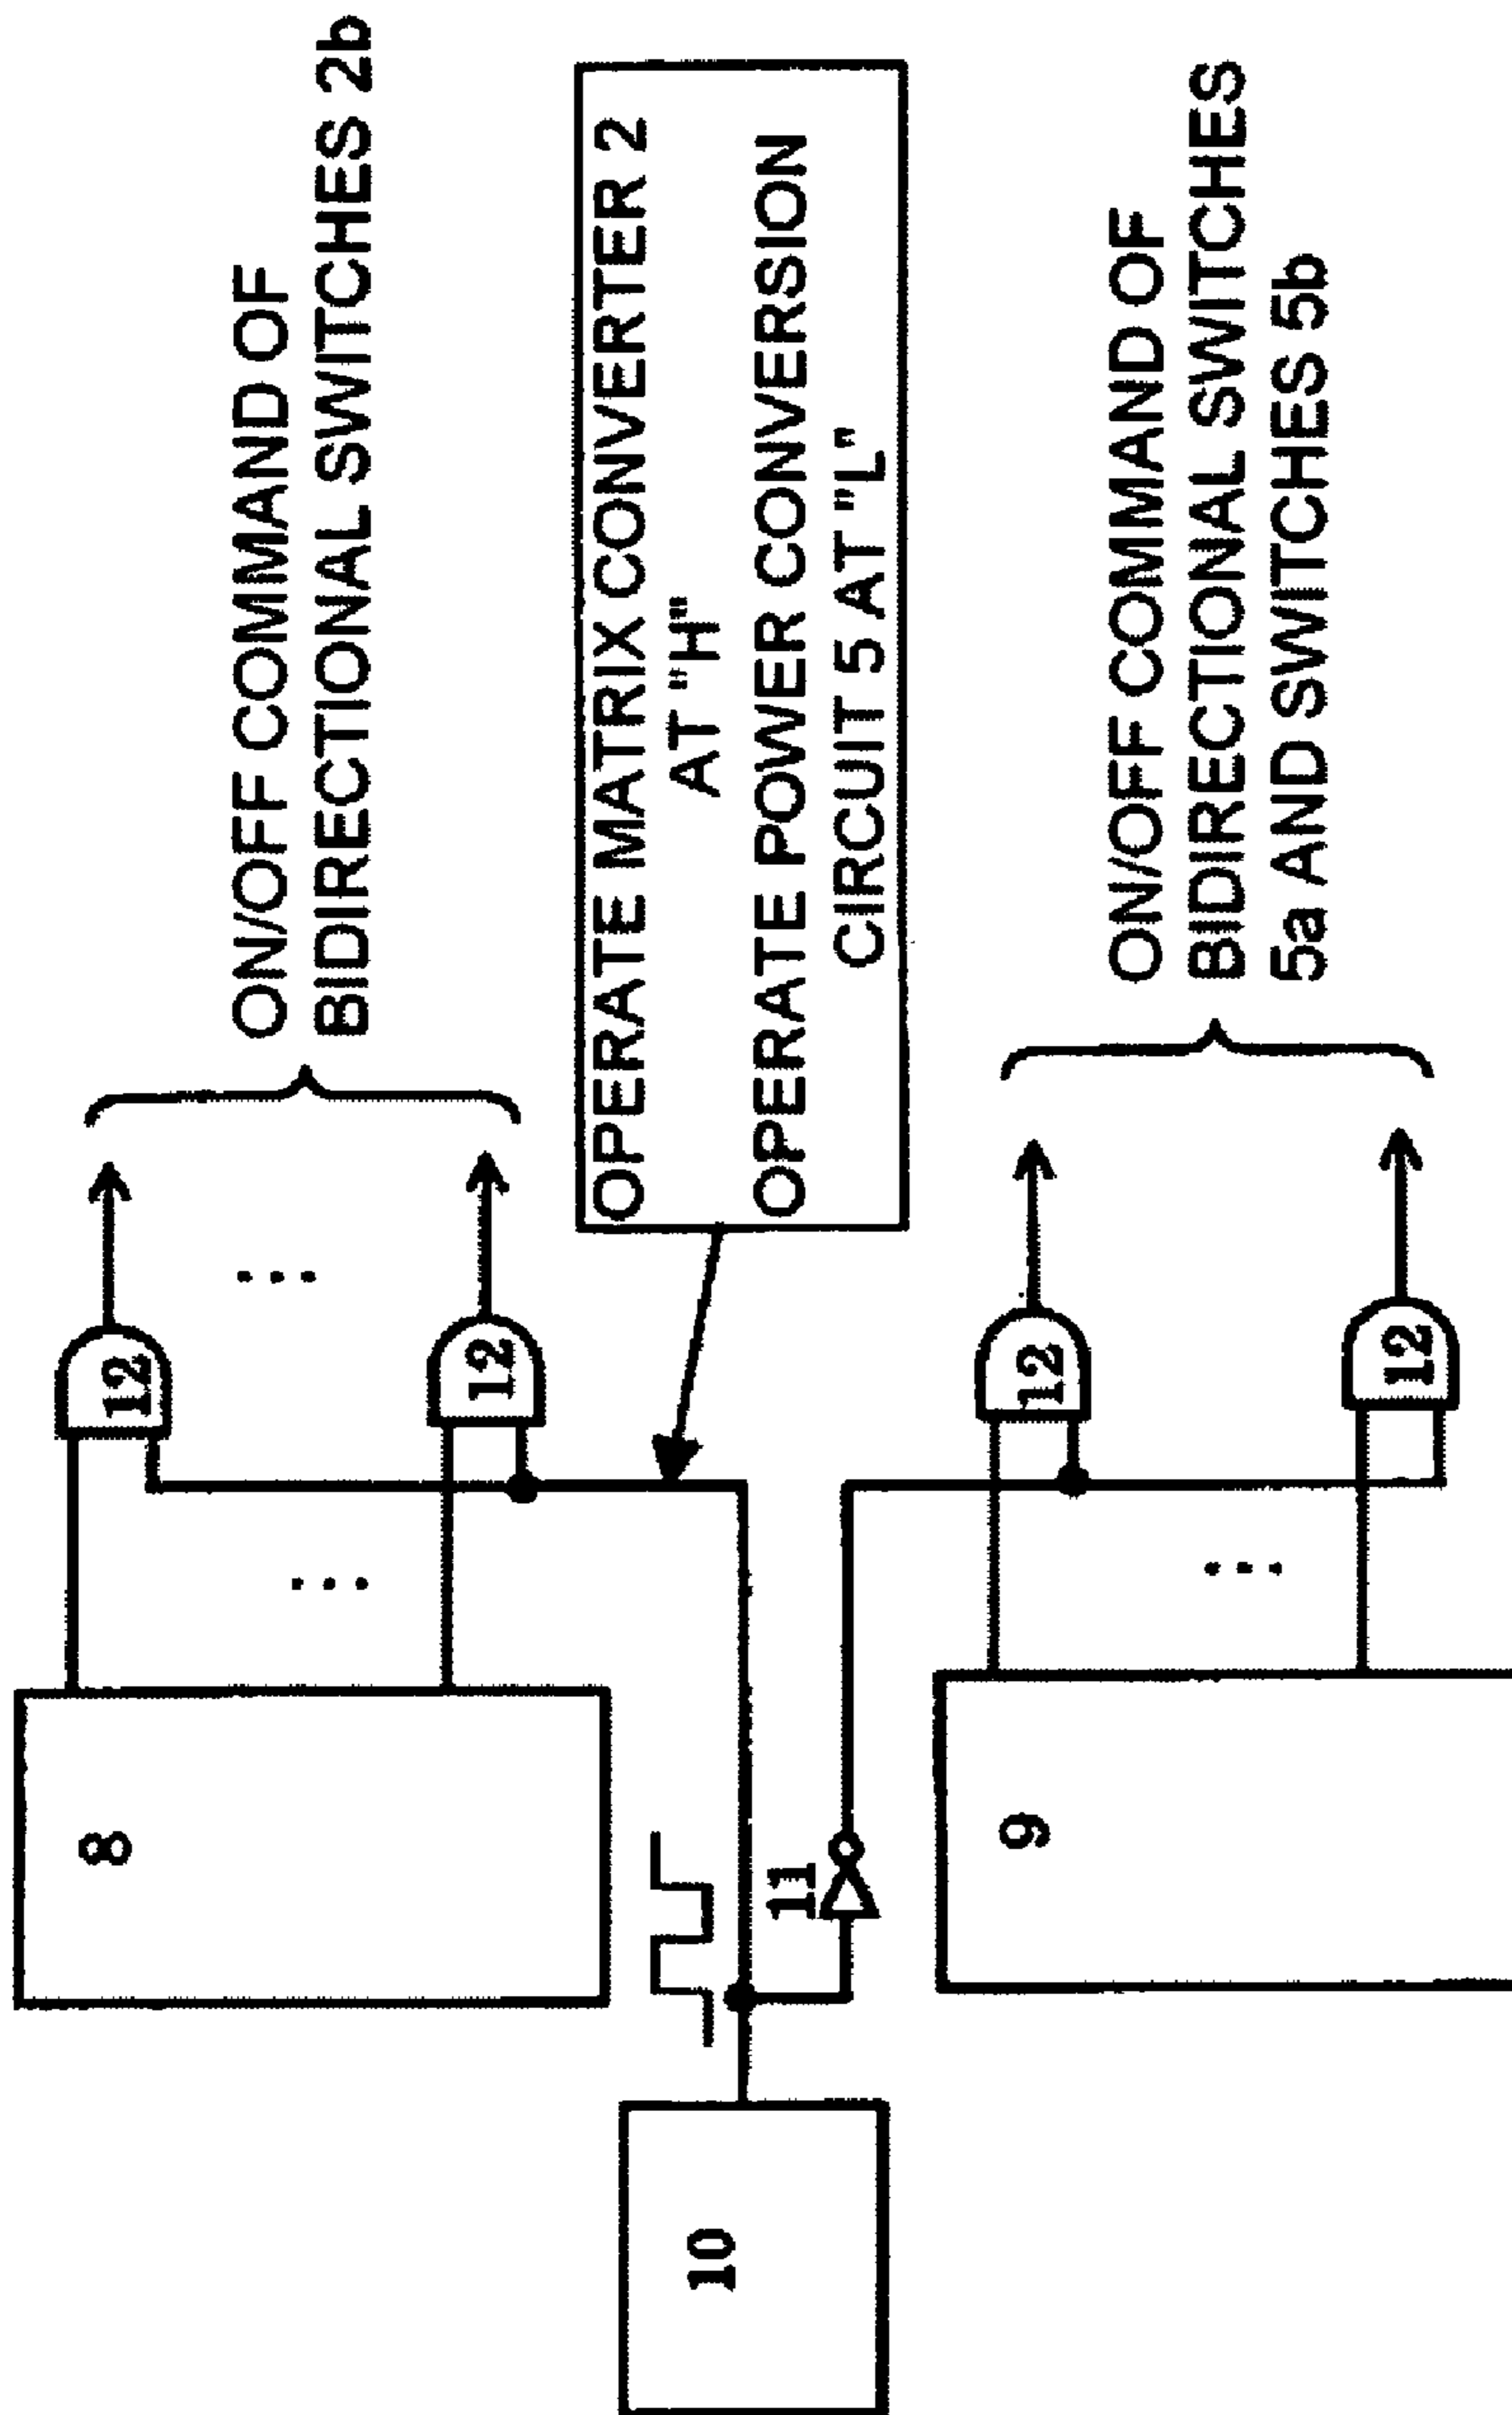 8
12
12
ON/OFF COMMAND OF
BIDIRECTIONAL SWITCHES 2b
10
11
OPERATE MATRIX CONVERTER 2
AT "H"
OPERATE POWER CONVERSION
CIRCUIT 5 AT "L"
9
12
12
ON/OFF COMMAND OF
BIDIRECTIONAL SWITCHES
5a AND SWITCHES 5b